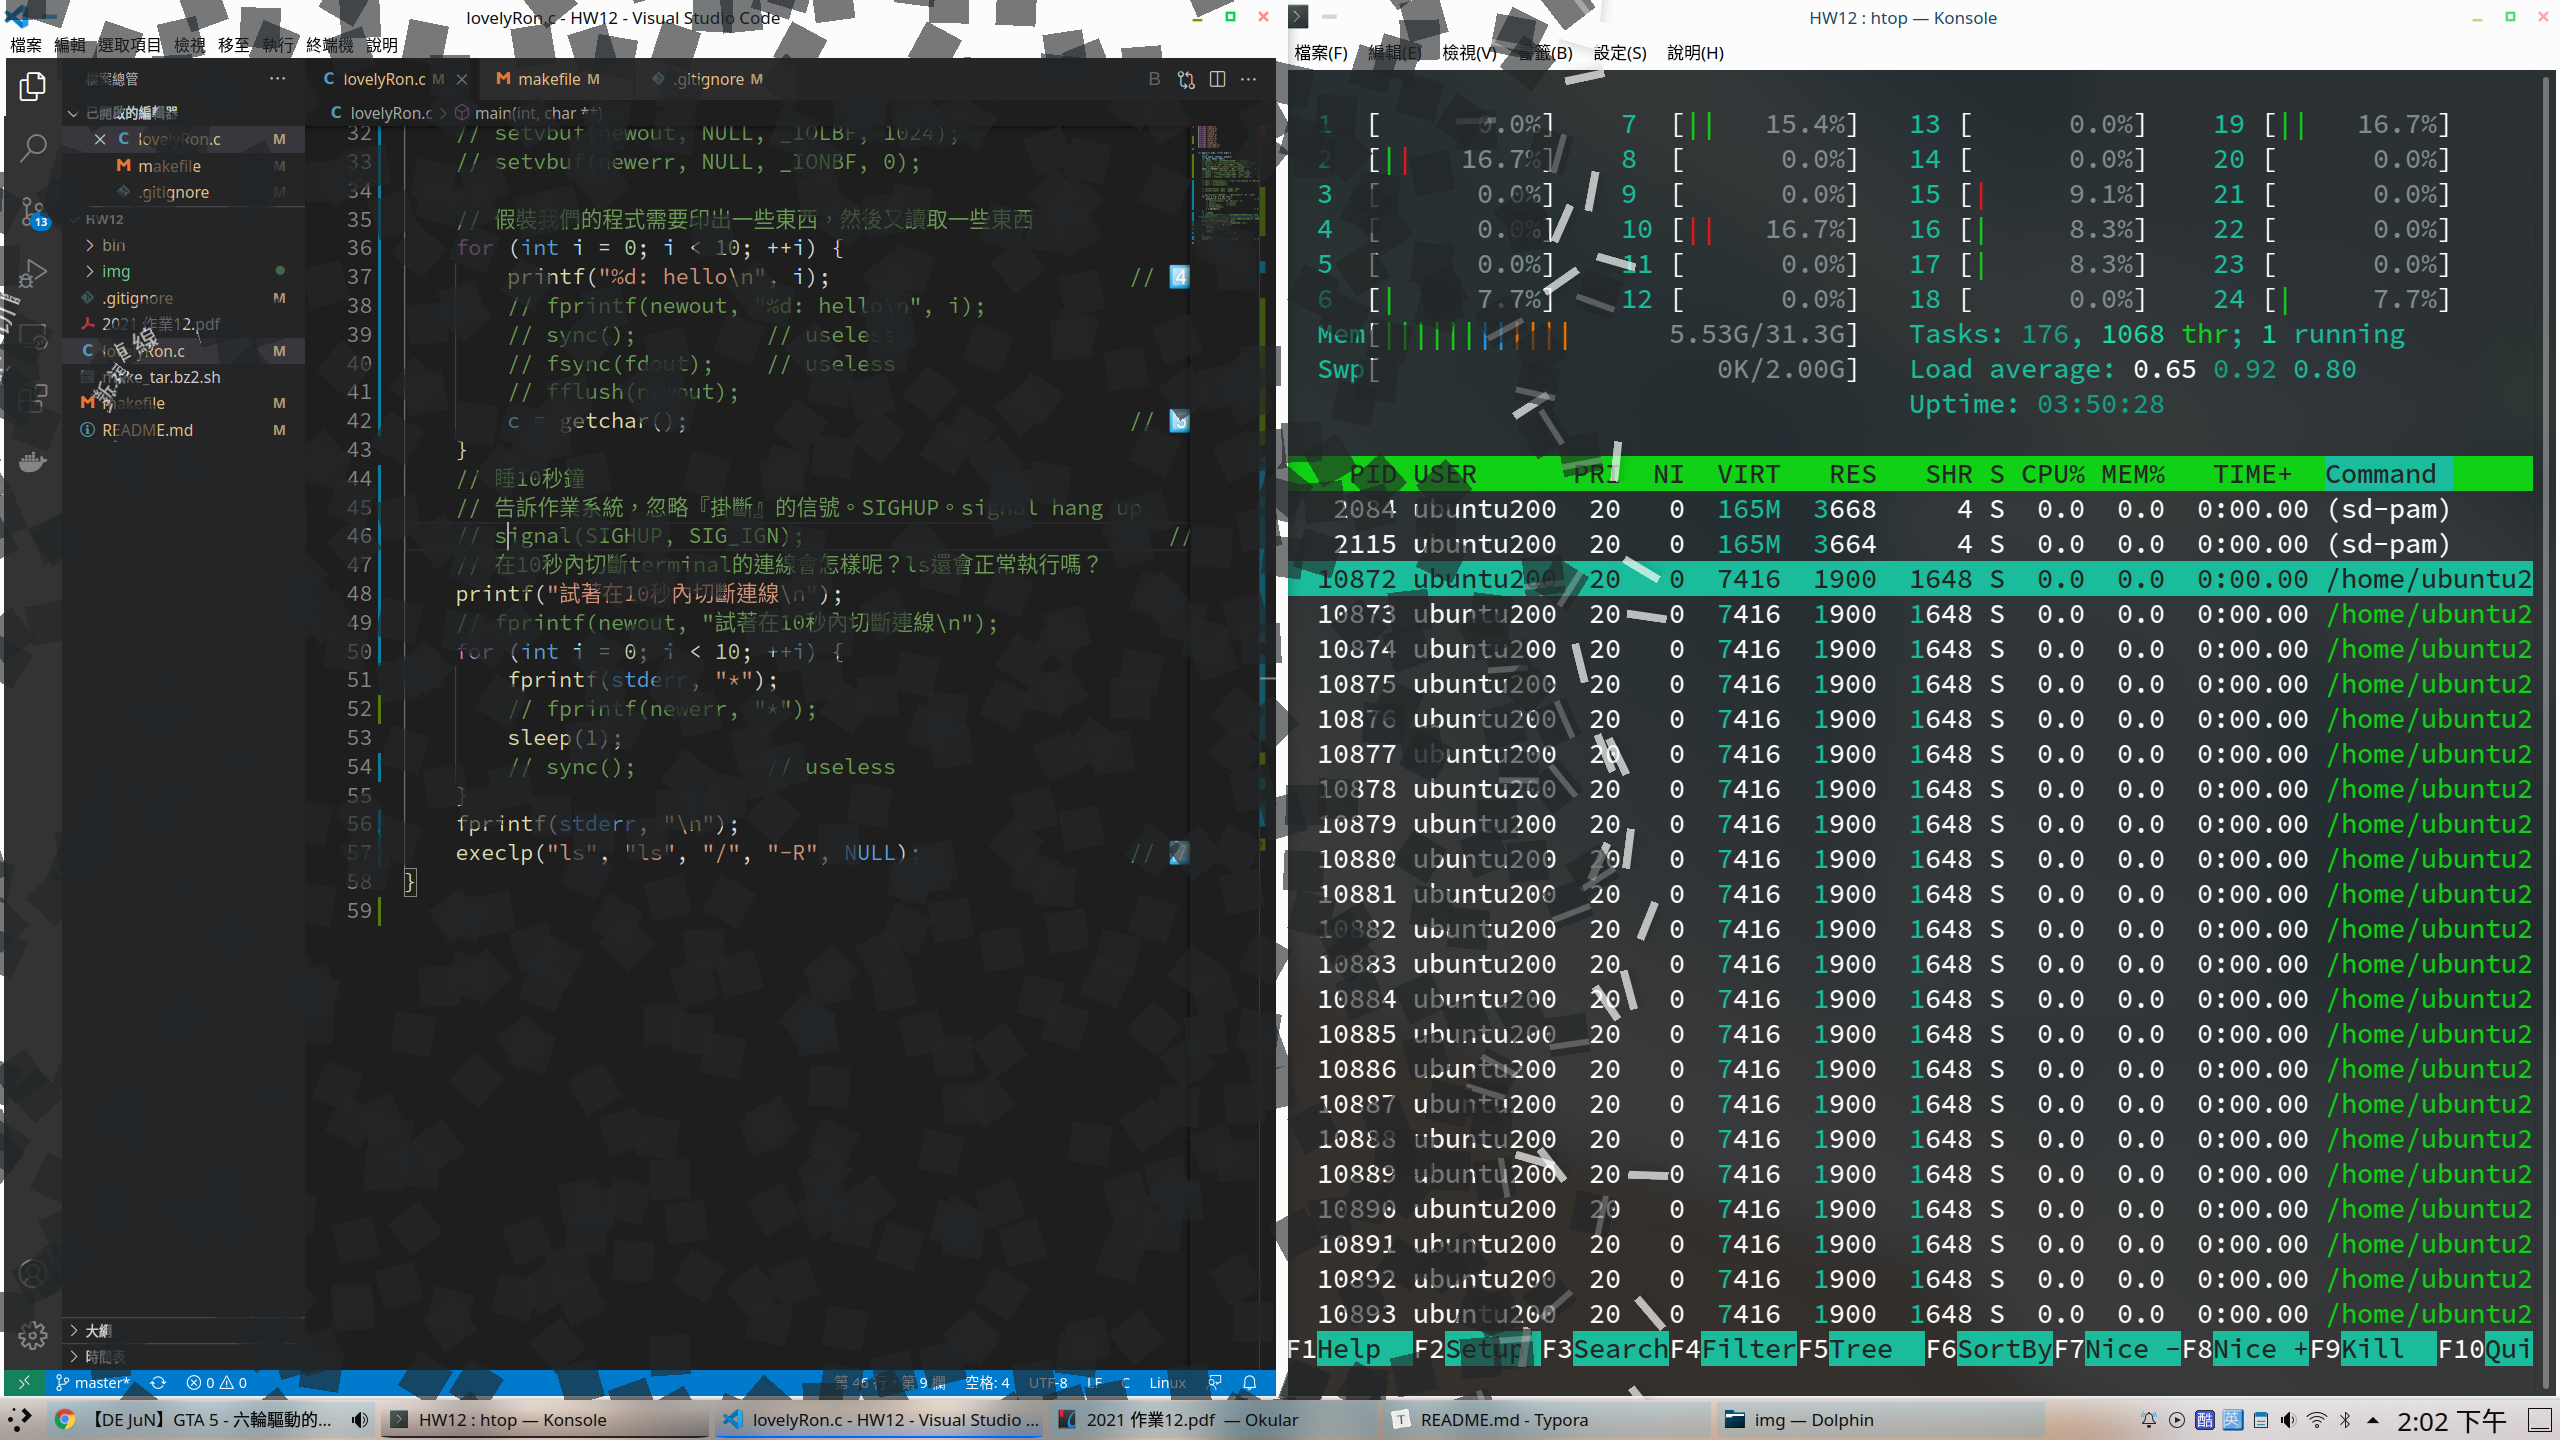 lovelyRon.c - HW12 - Visual Studio Code
檔案 編輯 選取項目 檢視 移至 執行 終端機 說明
檔案總管
已開啟的編輯器
lovelyRon.c M
makefile M
.gitignore M
HW12
bin
img
.gitignore M
2021 作業12.pdf
lovelyRon.c M
make_tar.bz2.sh
makefile M
README.md M
大綱
時間表
13
lovelyRon.c M
makefile M
.gitignore M
lovelyRon.c > main(int, char **)
32 // setvbuf(newout, NULL, _IOLBF, 1024);
33 // setvbuf(newerr, NULL, _IONBF, 0);
34
35 // 假裝我們的程式需要印出一些東西，然後又讀取一些東西
36 for (int i = 0; i < 10; ++i) {
37 printf("%d: hello\n", i); // 4
38 // fprintf(newout, "%d: hello\n", i);
39 // sync(); // useless
40 // fsync(fdout); // useless
41 // fflush(newout);
42 c = getchar(); // 5
43 }
44 // 睡10秒鐘
45 // 告訴作業系統，忽略『掛斷』的信號。SIGHUP。signal hang up
46 // signal(SIGHUP, SIG_IGN); //
47 // 在10秒內切斷terminal的連線會怎樣呢？ls還會正常執行嗎？
48 printf("試著在10秒內切斷連線\n");
49 // fprintf(newout, "試著在10秒內切斷連線\n");
50 for (int i = 0; i < 10; ++i) {
51 fprintf(stderr, "*");
52 // fprintf(newerr, "*");
53 sleep(1);
54 // sync(); // useless
55 }
56 fprintf(stderr, "\n");
57 execlp("ls", "ls", "/", "-R", NULL); // 7
58 }
59
master* 0 0 第 46 行，第 9 欄 空格: 4 UTF-8 LF C Linux
HW12 : htop — Konsole
檔案(F) 編輯(E) 檢視(V) 書籤(B) 設定(S) 說明(H)
1 [ 0.0%] 7 [|| 15.4%] 13 [ 0.0%] 19 [|| 16.7%]
2 [|| 16.7%] 8 [ 0.0%] 14 [ 0.0%] 20 [ 0.0%]
3 [ 0.0%] 9 [ 0.0%] 15 [| 9.1%] 21 [ 0.0%]
4 [ 0.0%] 10 [|| 16.7%] 16 [| 8.3%] 22 [ 0.0%]
5 [ 0.0%] 11 [ 0.0%] 17 [| 8.3%] 23 [ 0.0%]
6 [| 7.7%] 12 [ 0.0%] 18 [ 0.0%] 24 [| 7.7%]
Mem[|||||||||||| 5.53G/31.3G] Tasks: 176, 1068 thr; 1 running
Swp[ 0K/2.00G] Load average: 0.65 0.92 0.80
Uptime: 03:50:28
PID USER PRI NI VIRT RES SHR S CPU% MEM% TIME+ Command
2084 ubuntu200 20 0 165M 3668 4 S 0.0 0.0 0:00.00 (sd-pam)
2115 ubuntu200 20 0 165M 3664 4 S 0.0 0.0 0:00.00 (sd-pam)
10872 ubuntu200 20 0 7416 1900 1648 S 0.0 0.0 0:00.00 /home/ubuntu2
10873 ubuntu200 20 0 7416 1900 1648 S 0.0 0.0 0:00.00 /home/ubuntu2
10874 ubuntu200 20 0 7416 1900 1648 S 0.0 0.0 0:00.00 /home/ubuntu2
10875 ubuntu200 20 0 7416 1900 1648 S 0.0 0.0 0:00.00 /home/ubuntu2
10876 ubuntu200 20 0 7416 1900 1648 S 0.0 0.0 0:00.00 /home/ubuntu2
10877 ubuntu200 20 0 7416 1900 1648 S 0.0 0.0 0:00.00 /home/ubuntu2
10878 ubuntu200 20 0 7416 1900 1648 S 0.0 0.0 0:00.00 /home/ubuntu2
10879 ubuntu200 20 0 7416 1900 1648 S 0.0 0.0 0:00.00 /home/ubuntu2
10880 ubuntu200 20 0 7416 1900 1648 S 0.0 0.0 0:00.00 /home/ubuntu2
10881 ubuntu200 20 0 7416 1900 1648 S 0.0 0.0 0:00.00 /home/ubuntu2
10882 ubuntu200 20 0 7416 1900 1648 S 0.0 0.0 0:00.00 /home/ubuntu2
10883 ubuntu200 20 0 7416 1900 1648 S 0.0 0.0 0:00.00 /home/ubuntu2
10884 ubuntu200 20 0 7416 1900 1648 S 0.0 0.0 0:00.00 /home/ubuntu2
10885 ubuntu200 20 0 7416 1900 1648 S 0.0 0.0 0:00.00 /home/ubuntu2
10886 ubuntu200 20 0 7416 1900 1648 S 0.0 0.0 0:00.00 /home/ubuntu2
10887 ubuntu200 20 0 7416 1900 1648 S 0.0 0.0 0:00.00 /home/ubuntu2
10888 ubuntu200 20 0 7416 1900 1648 S 0.0 0.0 0:00.00 /home/ubuntu2
10889 ubuntu200 20 0 7416 1900 1648 S 0.0 0.0 0:00.00 /home/ubuntu2
10890 ubuntu200 20 0 7416 1900 1648 S 0.0 0.0 0:00.00 /home/ubuntu2
10891 ubuntu200 20 0 7416 1900 1648 S 0.0 0.0 0:00.00 /home/ubuntu2
10892 ubuntu200 20 0 7416 1900 1648 S 0.0 0.0 0:00.00 /home/ubuntu2
10893 ubuntu200 20 0 7416 1900 1648 S 0.0 0.0 0:00.00 /home/ubuntu2
F1Help F2Setup F3SearchF4FilterF5Tree F6SortByF7Nice -F8Nice +F9Kill F10Qui
【DE JuN】GTA 5 - 六輪驅動的... HW12 : htop — Konsole lovelyRon.c - HW12 - Visual Studio ... 2021 作業12.pdf — Okular README.md - Typora img — Dolphin 酷 英 2:02 下午